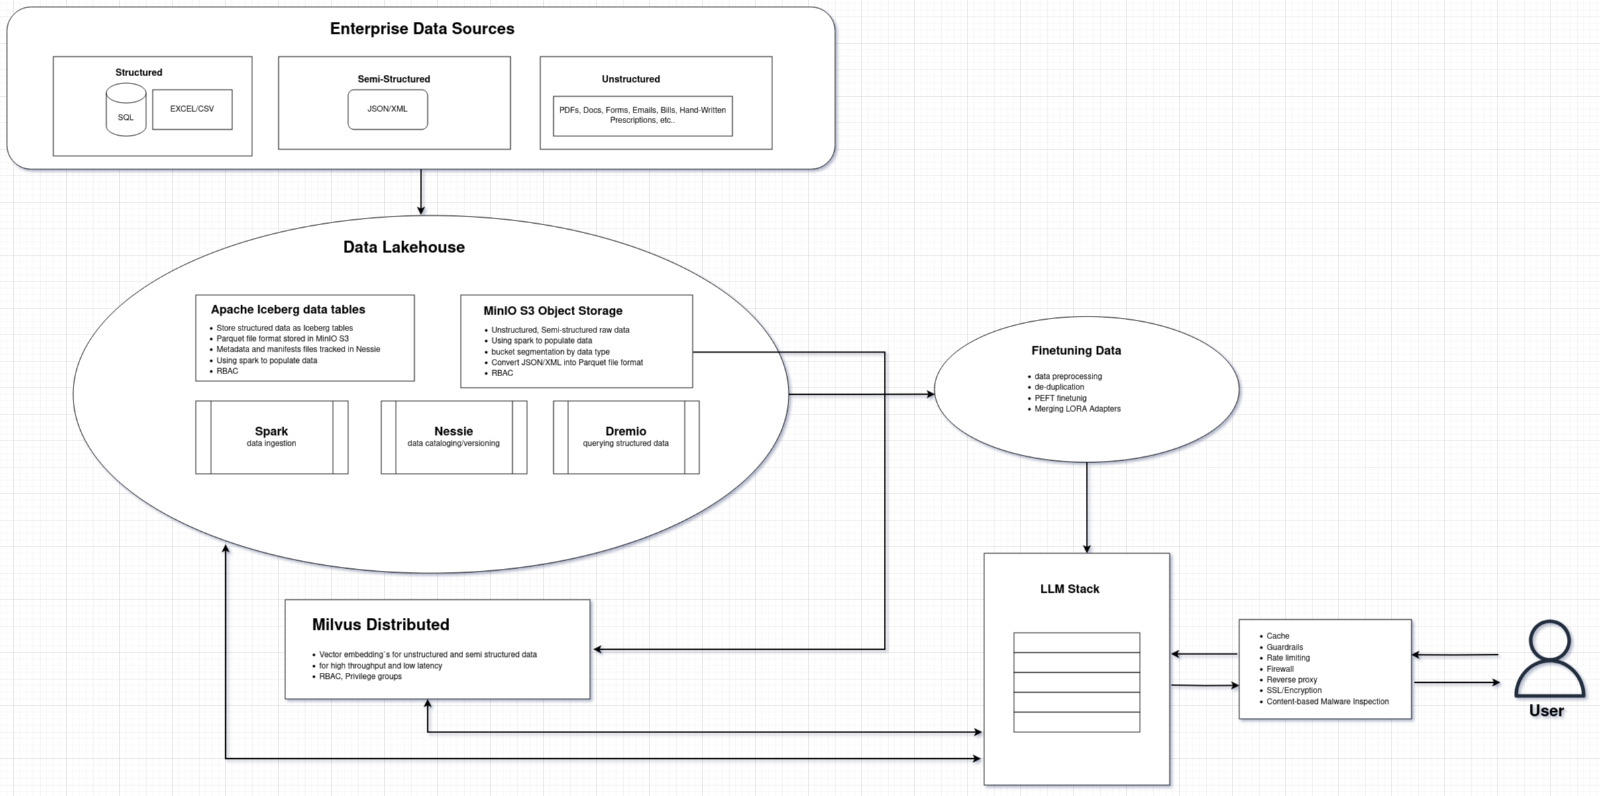 Enterprise Data Sources
Structured
SQL
EXCEL/CSV
Semi-Structured
JSON/XML
Unstructured
PDFs, Docs, Forms, Emails, Bills, Hand-Written
Prescriptions, etc..
Data Lakehouse
Apache Iceberg data tables
• Store structured data as Iceberg tables
• Parquet file format stored in MinIO S3
• Metadata and manifests files tracked in Nessie
• Using spark to populate data
• RBAC
MinIO S3 Object Storage
• Unstructured, Semi-structured raw data
• Using spark to populate data
• bucket segmentation by data type
• Convert JSON/XML into Parquet file format
• RBAC
Spark
data ingestion
Nessie
data cataloging/versioning
Dremio
querying structured data
Finetuning Data
• data preprocessing
• de-duplication
• PEFT finetunig
• Merging LORA Adapters
Milvus Distributed
• Vector embedding`s for unstructured and semi structured data
• for high throughput and low latency
• RBAC, Privilege groups
LLM Stack
• Cache
• Guardrails
• Rate limiting
• Firewall
• Reverse proxy
• SSL/Encryption
• Content-based Malware Inspection
User